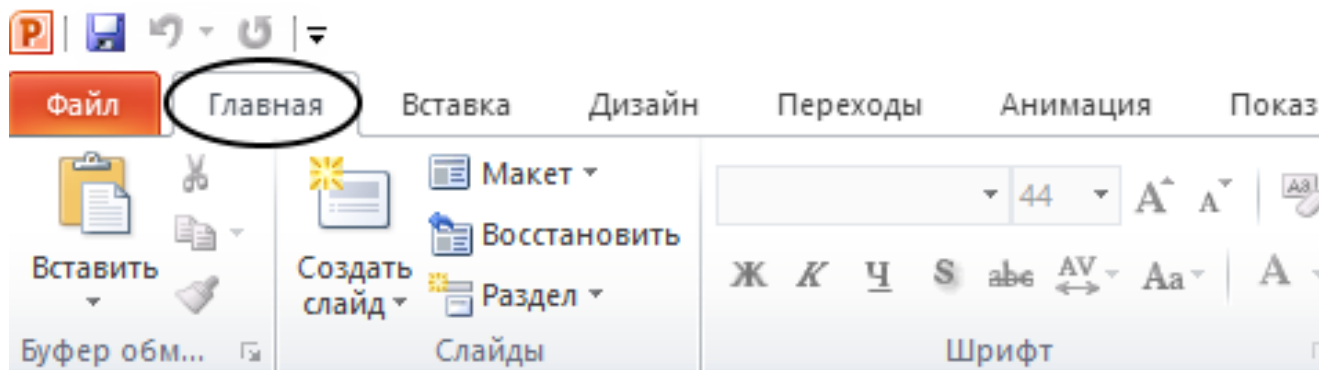 Файл Главная Вставка Дизайн Переходы Анимация Показ
Вставить
Создать слайд
Макет
Восстановить
Раздел
44
A A Aa
Ж К Ч S abc AV Aa A
Буфер обм... Слайды Шрифт